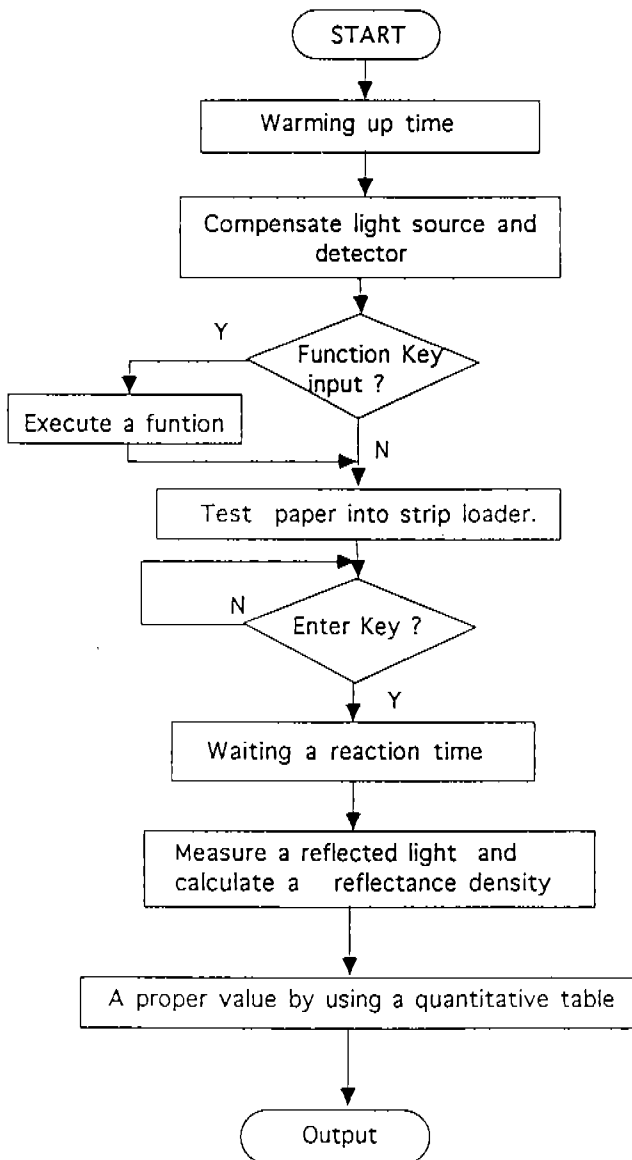 START
Warming up time
Compensate light source and
detector
Y
Function Key
input ?
Execute a funtion
N
Test paper into strip loader.
N
Enter Key ?
Y
Waiting a reaction time
Measure a reflected light and
calculate a reflectance density
A proper value by using a quantitative table
Output